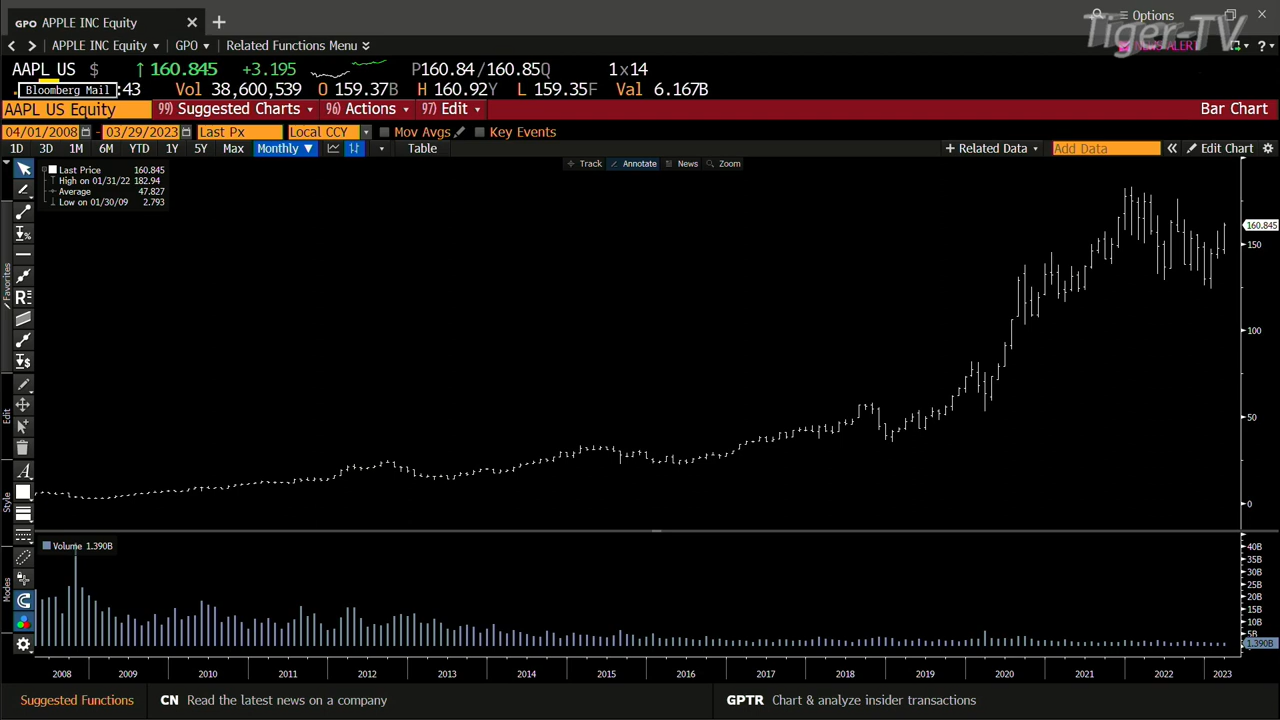 GPO APPLE INC Equity
Options
Tiger-TV
NEWS ALERT
APPLE INC Equity GPO Related Functions Menu
AAPL US $ ↑ 160.845 +3.195 P160.84/160.85Q 1x14
Bloomberg Mail :43 Vol 38,600,539 O 159.37B H 160.92Y L 159.35F Val 6.167B
AAPL US Equity 99) Suggested Charts 96) Actions 97) Edit Bar Chart
04/01/2008 - 03/29/2023 Last Px Local CCY Mov Avgs Key Events
1D 3D 1M 6M YTD 1Y 5Y Max Monthly ▼ Table + Related Data Add Data « Edit Chart
Track Annotate News Zoom
Last Price 160.845
High on 01/31/22 182.94
Average 47.827
Low on 01/30/09 2.793
160.845
150
100
50
0
Favorites
Edit
Style
Modes
Volume 1.390B
40B
35B
30B
25B
20B
15B
10B
5B
1.390B
2008 2009 2010 2011 2012 2013 2014 2015 2016 2017 2018 2019 2020 2021 2022 2023
Suggested Functions CN Read the latest news on a company GPTR Chart & analyze insider transactions